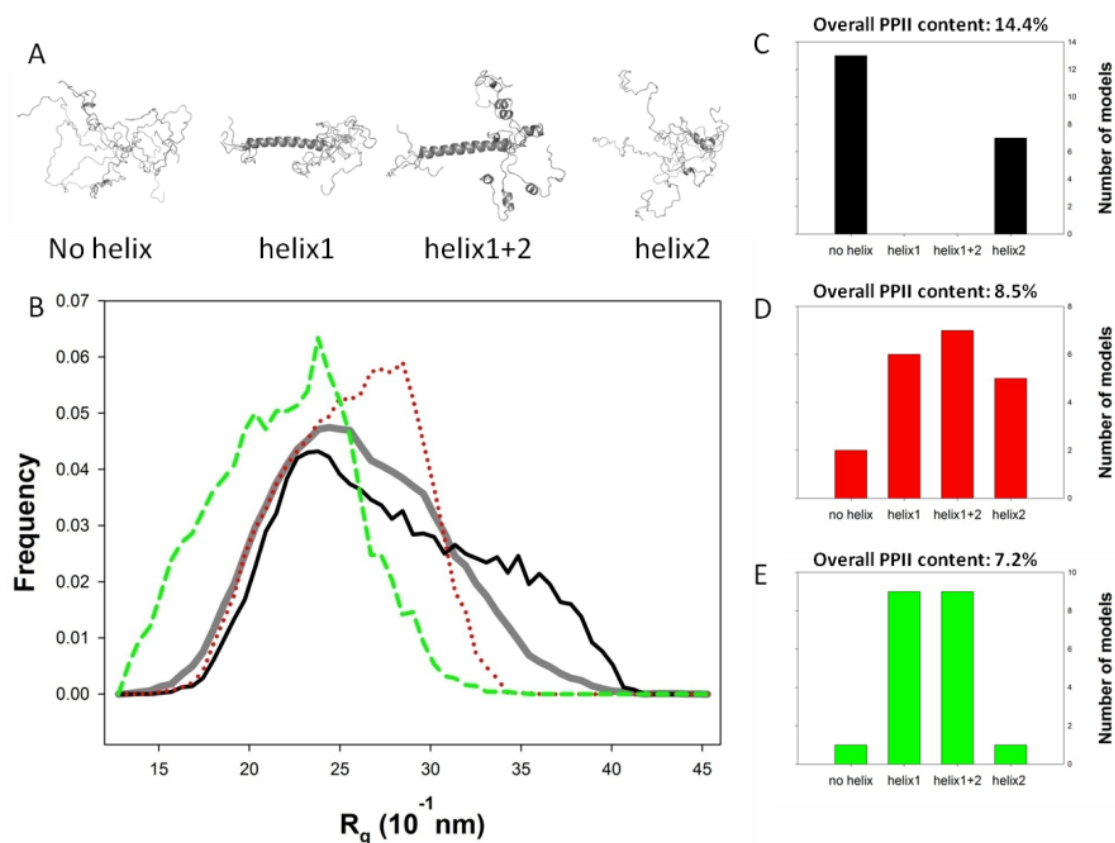 A
No helix helix1 helix1+2 helix2
B
0.07
0.06
0.05
0.04
0.03
0.02
0.01
0.00
Frequency
15 20 25 30 35 40 45
Rg (10^-1 nm)
C
Overall PPII content: 14.4%
14
12
10
8
6
4
2
0
Number of models
no helix helix1 helix1+2 helix2
D
Overall PPII content: 8.5%
8
6
4
2
0
Number of models
no helix helix1 helix1+2 helix2
E
Overall PPII content: 7.2%
10
8
6
4
2
0
Number of models
no helix helix1 helix1+2 helix2